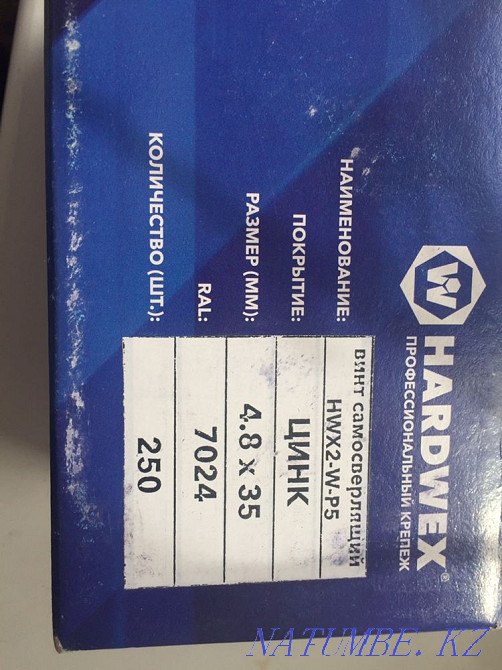 HARDWEX®
ПРОФЕССИОНАЛЬНЫЙ КРЕПЕЖ
НАИМЕНОВАНИЕ: винт самосверлящий
HWX2-W-P5
ПОКРЫТИЕ: ЦИНК
РАЗМЕР (ММ): 4.8 x 35
RAL: 7024
КОЛИЧЕСТВО (ШТ.): 250
NATUMBE.KZ